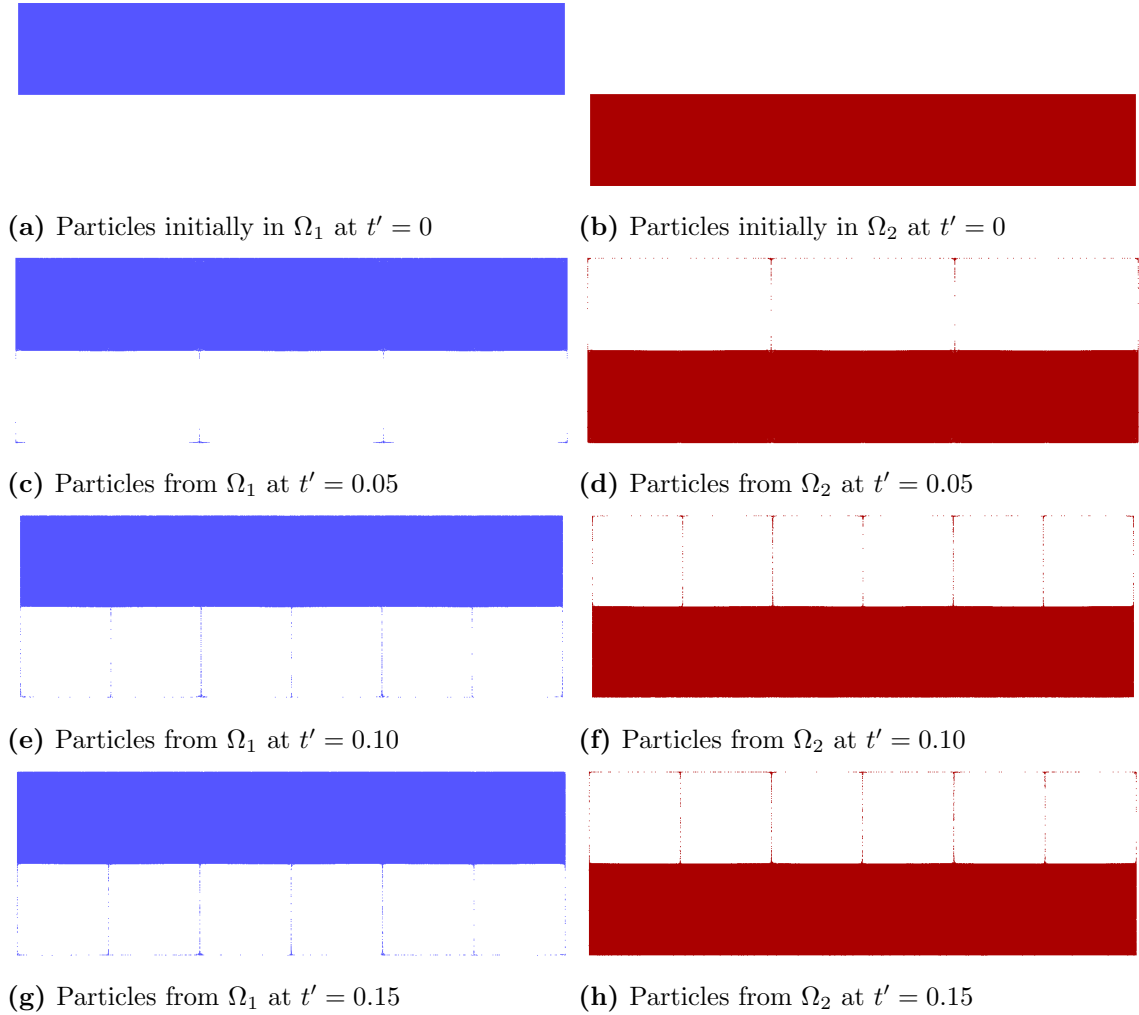 (a) Particles initially in Ω₁ at t′ = 0
(b) Particles initially in Ω₂ at t′ = 0
(c) Particles from Ω₁ at t′ = 0.05
(d) Particles from Ω₂ at t′ = 0.05
(e) Particles from Ω₁ at t′ = 0.10
(f) Particles from Ω₂ at t′ = 0.10
(g) Particles from Ω₁ at t′ = 0.15
(h) Particles from Ω₂ at t′ = 0.15